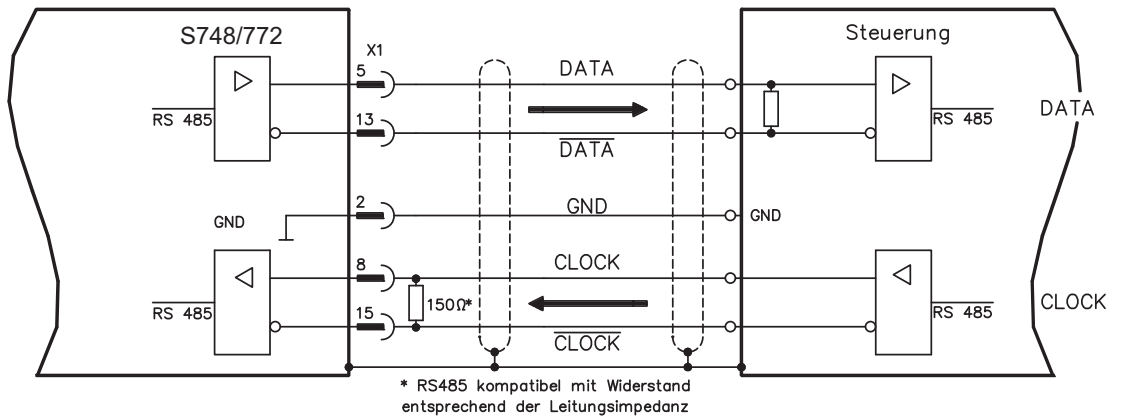 S748/772
Steuerung
X1
5
DATA
RS 485
RS 485
DATA
13
DATA
2
GND
GND
GND
8
CLOCK
RS 485
150Ω*
RS 485
CLOCK
15
CLOCK
* RS485 kompatibel mit Widerstand
entsprechend der Leitungsimpedanz